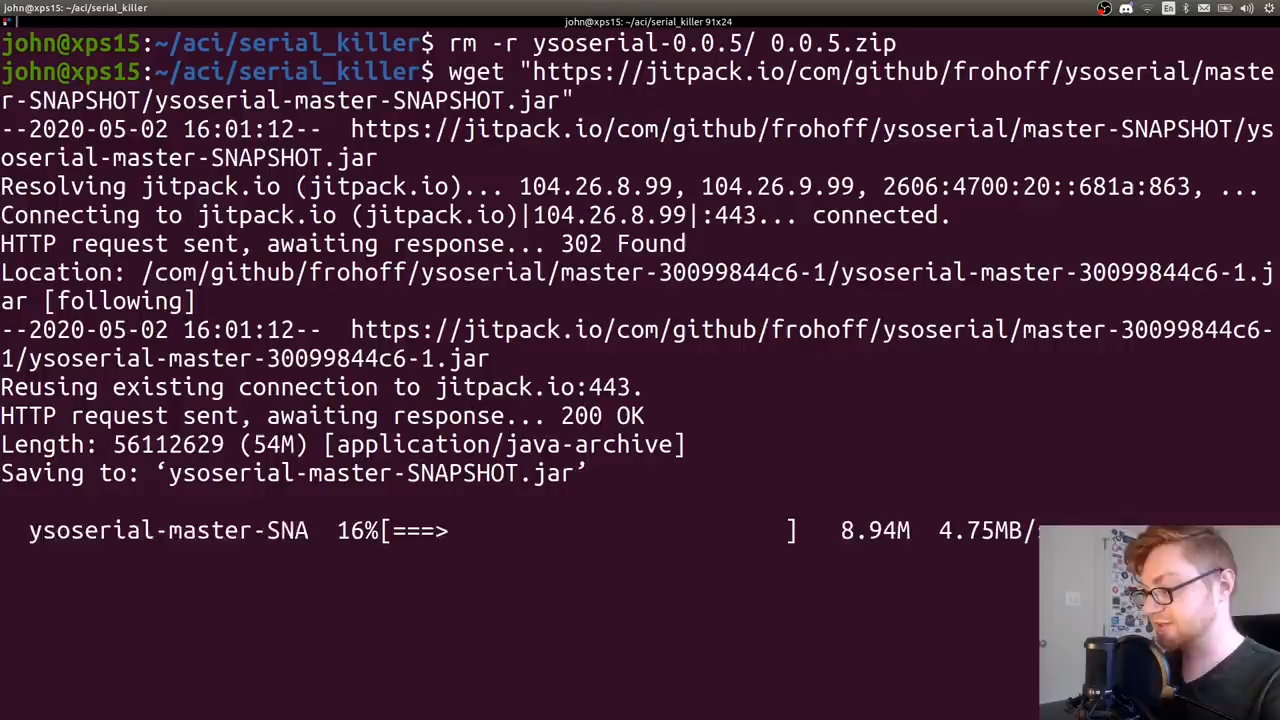 john@xps15: ~/aci/serial_killer
En
john@xps15: ~/aci/serial_killer 91x24
john@xps15:~/aci/serial_killer$ rm -r ysoserial-0.0.5/ 0.0.5.zip
john@xps15:~/aci/serial_killer$ wget "https://jitpack.io/com/github/frohoff/ysoserial/maste
r-SNAPSHOT/ysoserial-master-SNAPSHOT.jar"
--2020-05-02 16:01:12-- https://jitpack.io/com/github/frohoff/ysoserial/master-SNAPSHOT/ys
oserial-master-SNAPSHOT.jar
Resolving jitpack.io (jitpack.io)... 104.26.8.99, 104.26.9.99, 2606:4700:20::681a:863, ...
Connecting to jitpack.io (jitpack.io)|104.26.8.99|:443... connected.
HTTP request sent, awaiting response... 302 Found
Location: /com/github/frohoff/ysoserial/master-30099844c6-1/ysoserial-master-30099844c6-1.j
ar [following]
--2020-05-02 16:01:12-- https://jitpack.io/com/github/frohoff/ysoserial/master-30099844c6-
1/ysoserial-master-30099844c6-1.jar
Reusing existing connection to jitpack.io:443.
HTTP request sent, awaiting response... 200 OK
Length: 56112629 (54M) [application/java-archive]
Saving to: ‘ysoserial-master-SNAPSHOT.jar’
ysoserial-master-SNA 16%[===> ] 8.94M 4.75MB/